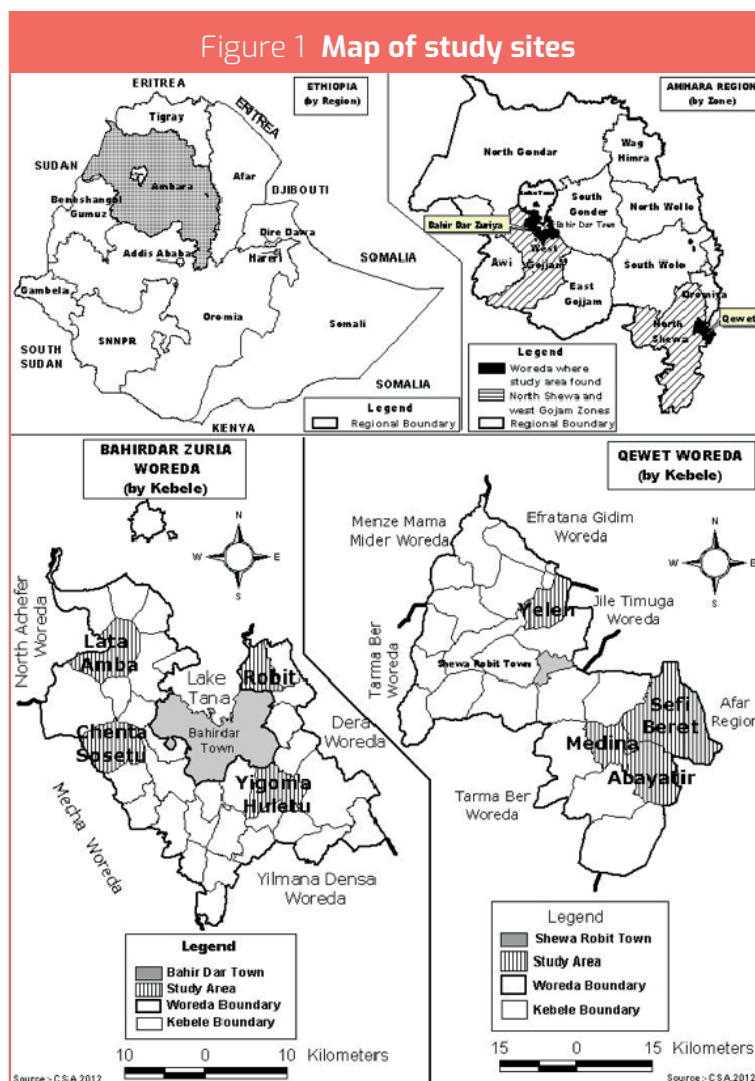 Figure 1 Map of study sites
ERITREA
ETHIOPIA
(by Region)
Tigray
ERITREA
SUDAN
Afar
Amhara
DJIBOUTI
Beneshangol
Gumuz
Dire Dawa
Addis Ababa
Hareri
SOMALIA
Gambela
Oromia
Somali
SNNPR
SOUTH
SUDAN
SOMALIA
KENYA
Legend
Regional Boundary
AMHARA REGION
(by Zone)
Wag
Himra
North Gondar
South
Gonder
North Wollo
Bahir Dar Zuriya
Bahir Dar Town
West
Gojjam
Awi
South Wolo
East
Gojjam
Oromiya
North
Shewa
Qewet
Legend
Woreda where
study area found
North Shewa and
west Gojam Zones
Regional Boundary
BAHIRDAR ZURIA
WOREDA
(by Kebele)
N
W
E
S
North Achefer
Woreda
Lata
Amba
Lake
Tana
Robit
Bahirdar
Town
Dera
Woreda
Chenta
Sosetu
Yigoma
Huletu
Mecha Woreda
Yilmana Densa
Woreda
Legend
Bahir Dar Town
Study Area
Woreda Boundary
Kebele Boundary
10 0 10 Kilometers
Source :- CSA 2012
QEWET WOREDA
(by Kebele)
Menze Mama
Mider Woreda
Efratana Gidim
Woreda
N
W
E
S
Yelen
Jile Timuga
Woreda
Tarma Ber
Woreda
Shewa Robit Town
Sefi
Beret
Afar
Region
Medina
Abayatir
Tarma Ber
Woreda
Legend
Shewa Robit Town
Study Area
Woreda Boundary
Kebele Boundary
15 0 15 Kilometers
Source :- CSA 2012